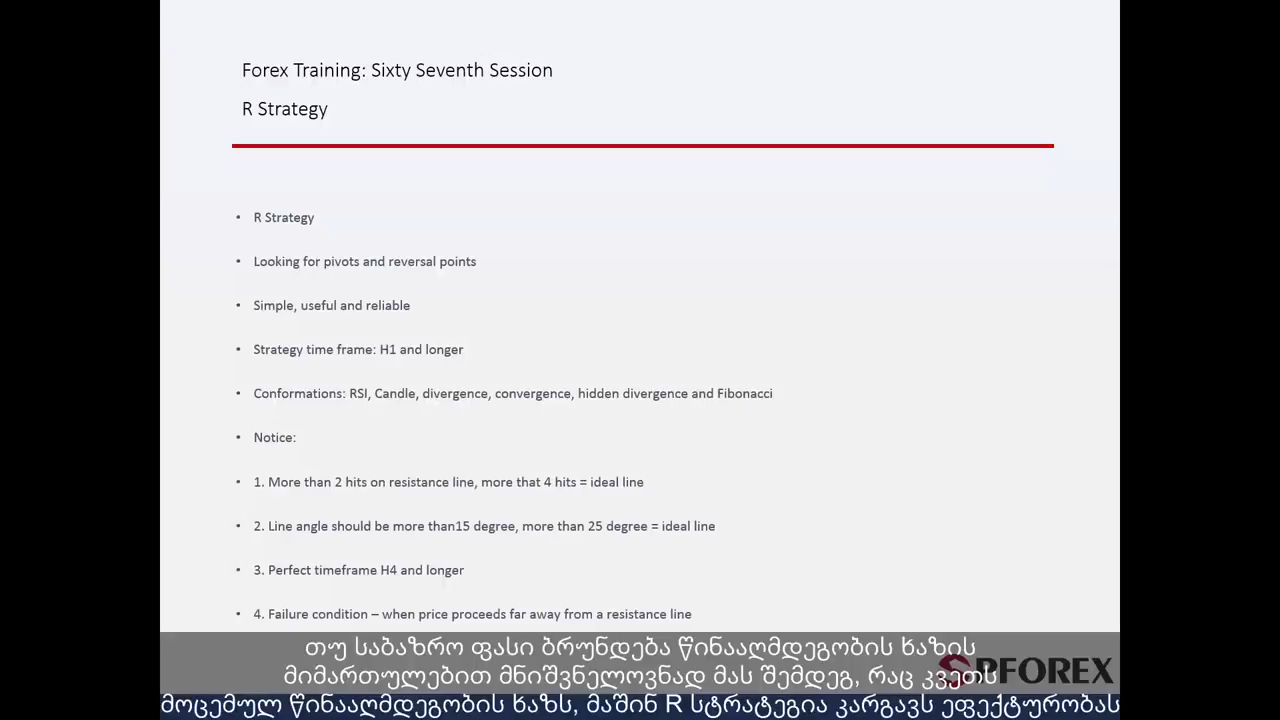 Forex Training: Sixty Seventh Session
R Strategy
• R Strategy
• Looking for pivots and reversal points
• Simple, useful and reliable
• Strategy time frame: H1 and longer
• Conformations: RSI, Candle, divergence, convergence, hidden divergence and Fibonacci
• Notice:
• 1. More than 2 hits on resistance line, more that 4 hits = ideal line
• 2. Line angle should be more than15 degree, more than 25 degree = ideal line
• 3. Perfect timeframe H4 and longer
• 4. Failure condition – when price proceeds far away from a resistance line
თუ საბაზრო ფასი ბრუნდება წინააღმდეგობის ხაზის
მიმართულებით მნიშვნელოვნად მას შემდეგ, რაც კვეთს
PFOREX
მოცემულ წინააღმდეგობის ხაზს, მაშინ R სტრატეგია კარგავს ეფექტურობას